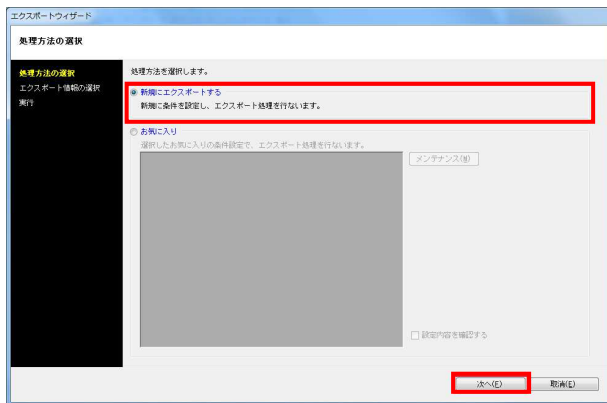 エクスポートウィザード
処理方法の選択
処理方法の選択
エクスポート情報の選択
実行
処理方法を選択します。
新規にエクスポートする
新規に条件を設定し、エクスポート処理を行ないます。
お気に入り
選択したお気に入りの条件設定で、エクスポート処理を行ないます。
メンテナンス(M)
設定内容を確認する
次へ(F)
取消(E)